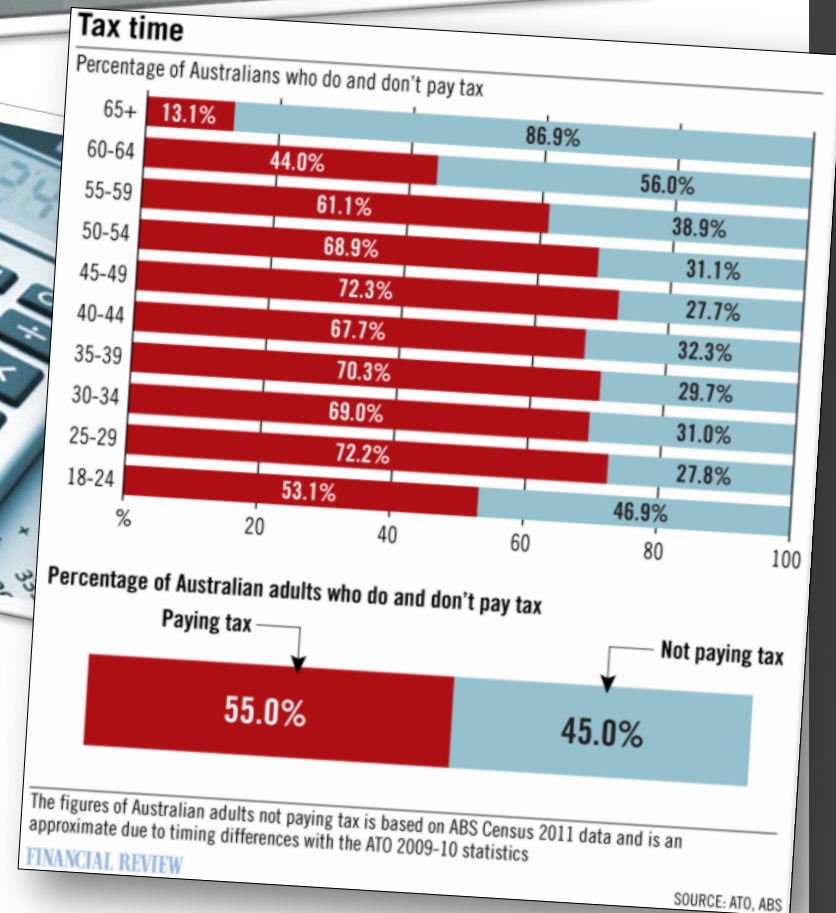 Tax time
Percentage of Australians who do and don't pay tax
65+ 13.1% 86.9%
60-64 44.0% 56.0%
55-59 61.1% 38.9%
50-54 68.9% 31.1%
45-49 72.3% 27.7%
40-44 67.7% 32.3%
35-39 70.3% 29.7%
30-34 69.0% 31.0%
25-29 72.2% 27.8%
18-24 53.1% 46.9%
% 20 40 60 80 100
Percentage of Australian adults who do and don't pay tax
Paying tax
Not paying tax
55.0% 45.0%
The figures of Australian adults not paying tax is based on ABS Census 2011 data and is an
approximate due to timing differences with the ATO 2009-10 statistics
FINANCIAL REVIEW
SOURCE: ATO, ABS